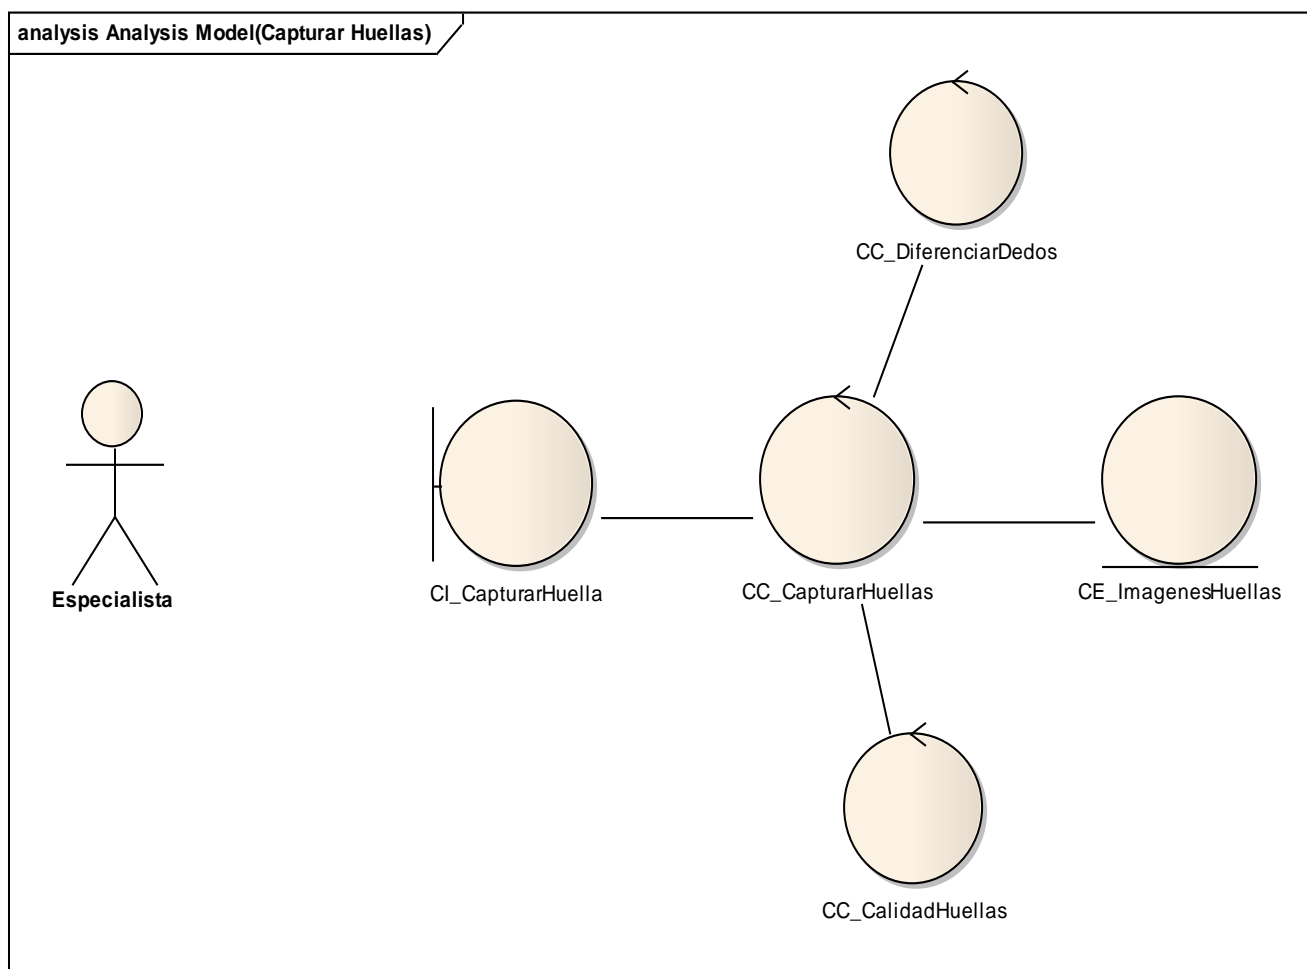 analysis Analysis Model(Capturar Huellas)
CC_DiferenciarDedos
Especialista
CI_CapturarHuella
CC_CapturarHuellas
CE_ImagenesHuellas
CC_CalidadHuellas